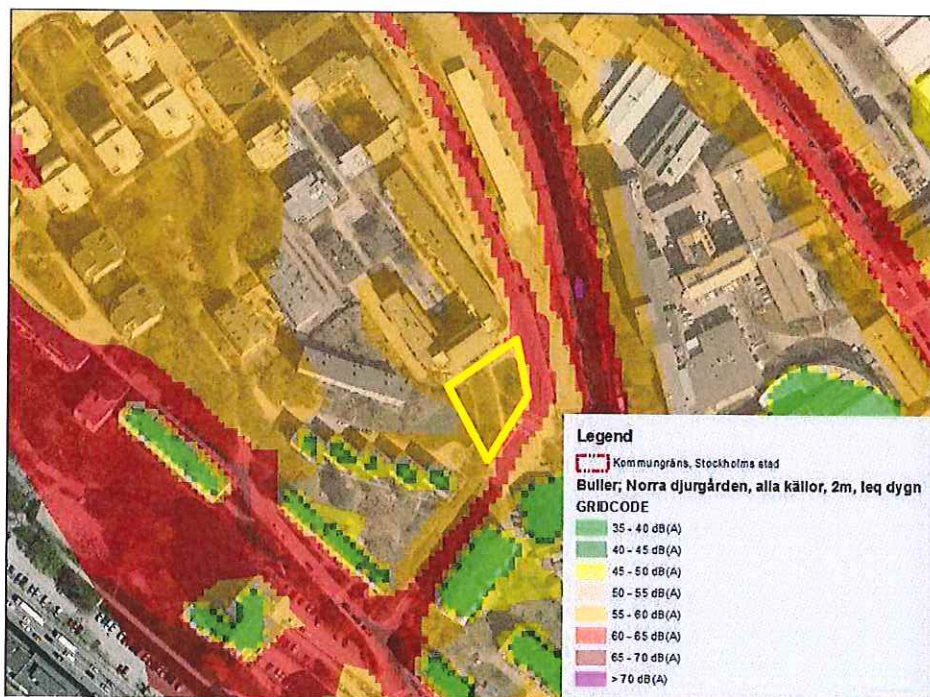 Legend
Kommungräns, Stockholms stad
Buller; Norra djurgården, alla källor, 2m, leq dygn
GRIDCODE
35 - 40 dB(A)
40 - 45 dB(A)
45 - 50 dB(A)
50 - 55 dB(A)
55 - 60 dB(A)
60 - 65 dB(A)
65 - 70 dB(A)
> 70 dB(A)